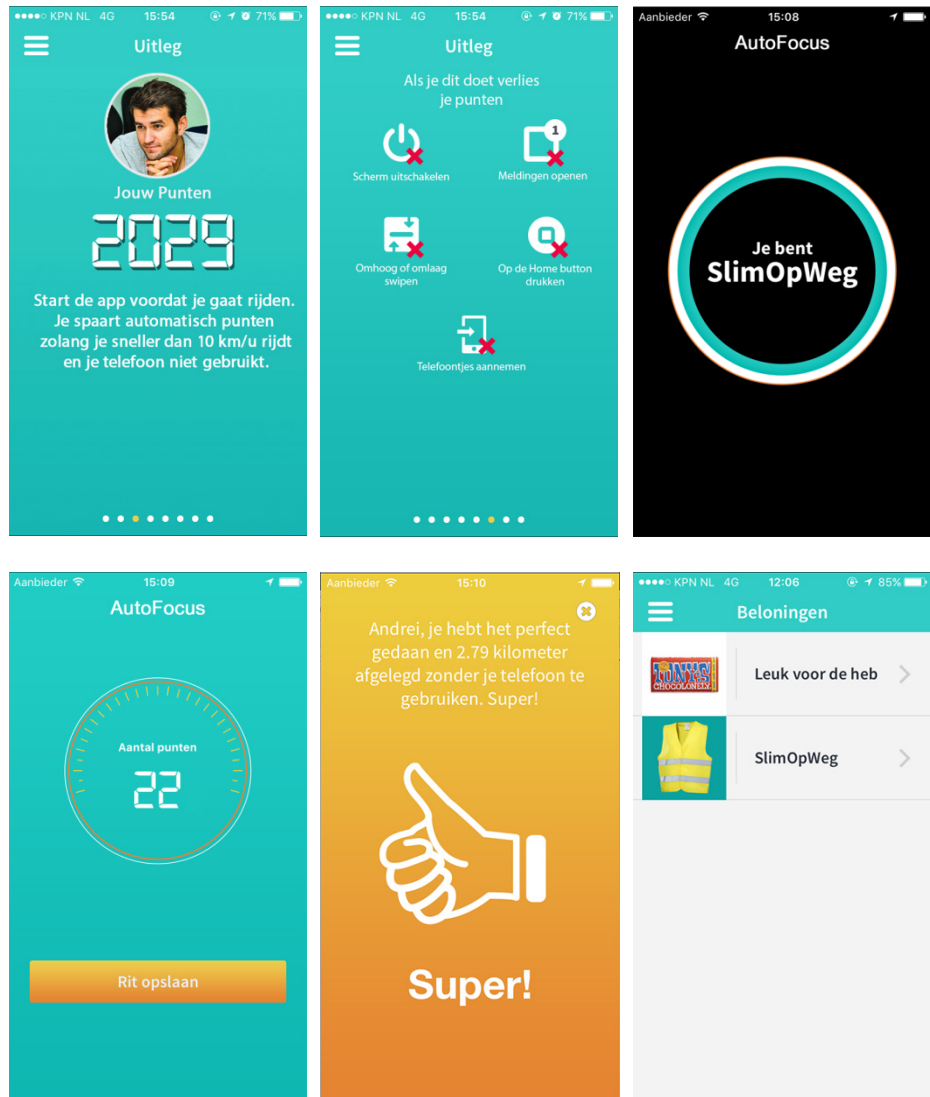 KPN NL 4G 15:54 71%
Uitleg
Jouw Punten
2029
Start de app voordat je gaat rijden.
Je spaart automatisch punten
zolang je sneller dan 10 km/u rijdt
en je telefoon niet gebruikt.
KPN NL 4G 15:54 71%
Uitleg
Als je dit doet verlies
je punten
Scherm uitschakelen
1
Meldingen openen
Omhoog of omlaag
swipen
Op de Home button
drukken
Telefoontjes aannemen
Aanbieder 15:08
AutoFocus
Je bent
SlimOpWeg
Aanbieder 15:09
AutoFocus
Aantal punten
22
Rit opslaan
Aanbieder 15:10
Andrei, je hebt het perfect
gedaan en 2.79 kilometer
afgelegd zonder je telefoon te
gebruiken. Super!
Super!
KPN NL 4G 12:06 85%
Beloningen
TONY'S
CHOCOLONELY
Leuk voor de heb
SlimOpWeg